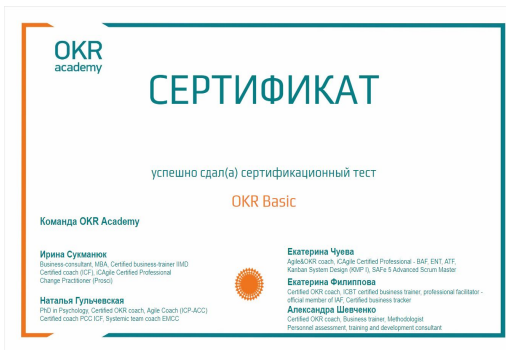 OKR
academy
СЕРТИФИКАТ
успешно сдал(а) сертификационный тест
OKR Basic
Команда OKR Academy
Ирина Сукманюк
Business-consultant, MBA, Certified business-trainer IIMD
Certified coach (ICF), iCAgile Certified Professional
Change Practitioner (Prosci)
Наталья Гульчевская
PhD in Psychology, Certified OKR coach, Agile Coach (ICP-ACC)
Certified coach PCC ICF, Systemic team coach EMCC
Екатерина Чуева
Agile&OKR coach, iCAgile Certified Professional - BAF, ENT, ATF,
Kanban System Design (KMP I), SAFe 5 Advanced Scrum Master
Екатерина Филиппова
Certified OKR coach, ICBT certified business trainer, professional facilitator -
official member of IAF, Certified business tracker
Александра Шевченко
Certified OKR coach, Business trainer, Methodologist
Personnel assessment, training and development consultant